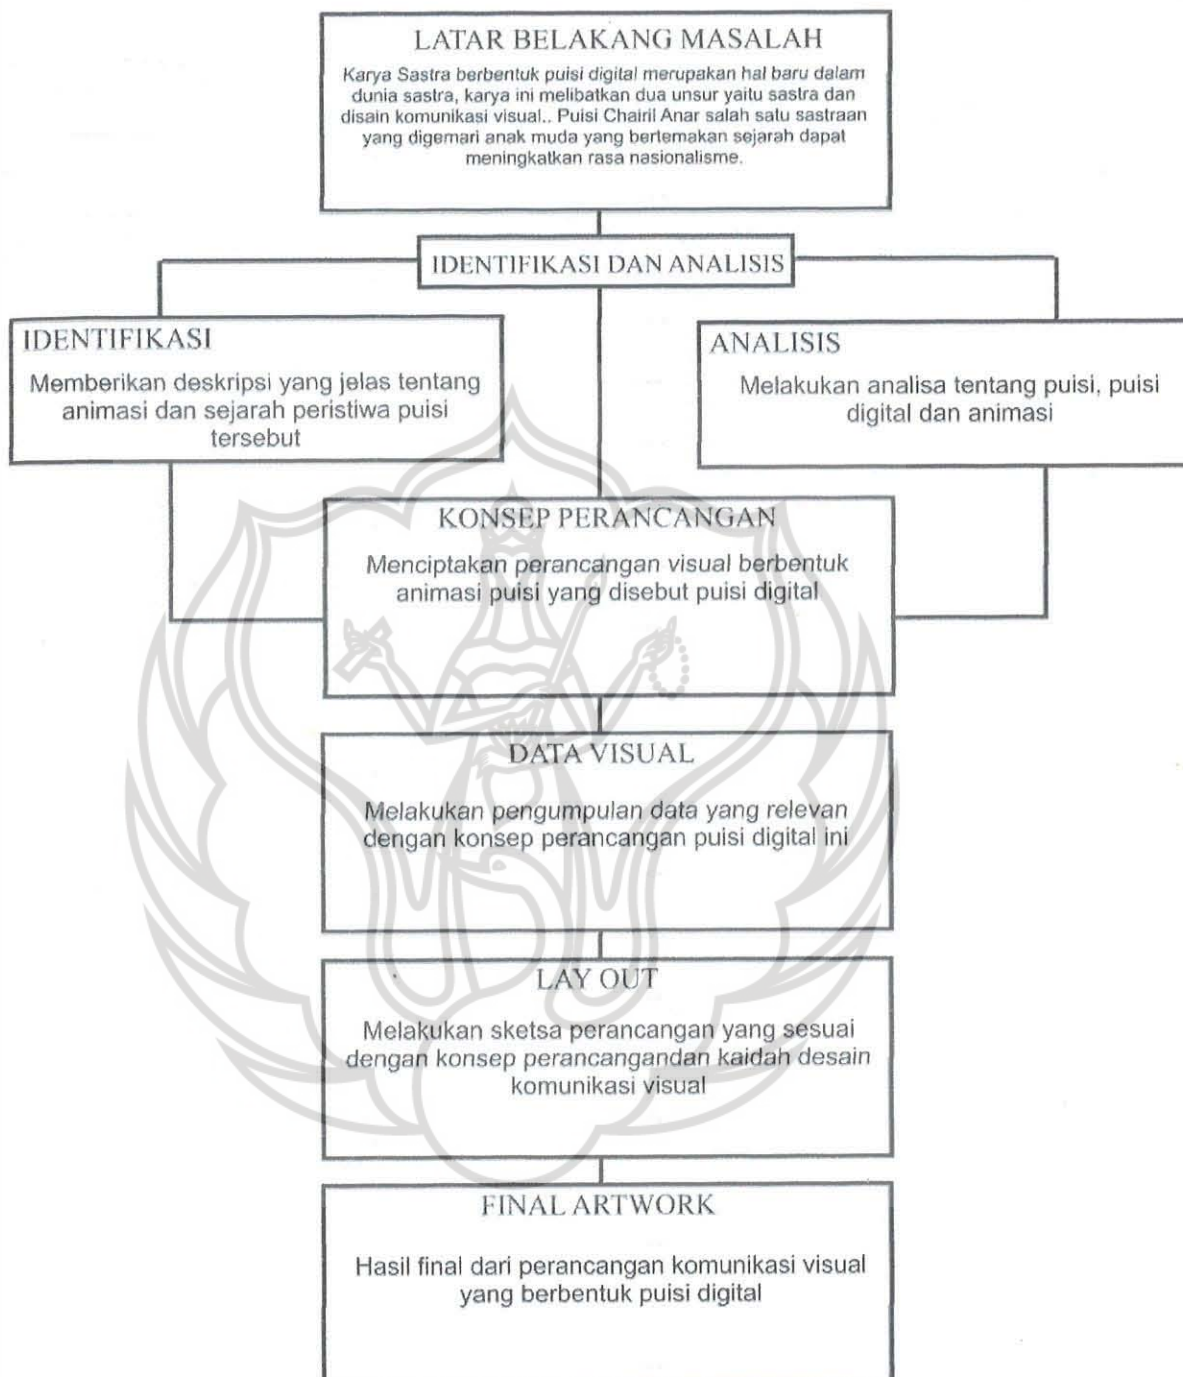 LATAR BELAKANG MASALAH
Karya Sastra berbentuk puisi digital merupakan hal baru dalam
dunia sastra, karya ini melibatkan dua unsur yaitu sastra dan
disain komunikasi visual.. Puisi Chairil Anar salah satu sastraan
yang digemari anak muda yang bertemakan sejarah dapat
meningkatkan rasa nasionalisme.
IDENTIFIKASI DAN ANALISIS
IDENTIFIKASI
Memberikan deskripsi yang jelas tentang
animasi dan sejarah peristiwa puisi
tersebut
ANALISIS
Melakukan analisa tentang puisi, puisi
digital dan animasi
KONSEP PERANCANGAN
Menciptakan perancangan visual berbentuk
animasi puisi yang disebut puisi digital
DATA VISUAL
Melakukan pengumpulan data yang relevan
dengan konsep perancangan puisi digital ini
LAY OUT
Melakukan sketsa perancangan yang sesuai
dengan konsep perancangandan kaidah desain
komunikasi visual
FINAL ARTWORK
Hasil final dari perancangan komunikasi visual
yang berbentuk puisi digital